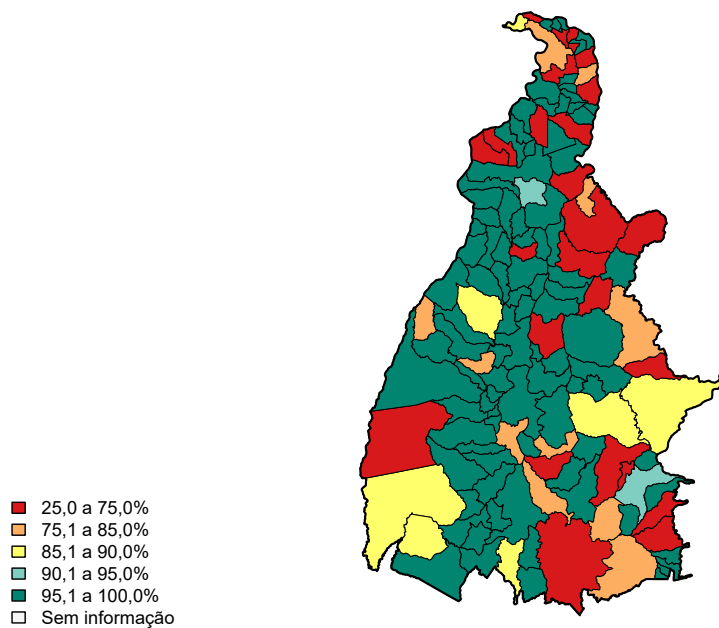 25,0 a 75,0%
75,1 a 85,0%
85,1 a 90,0%
90,1 a 95,0%
95,1 a 100,0%
Sem informação